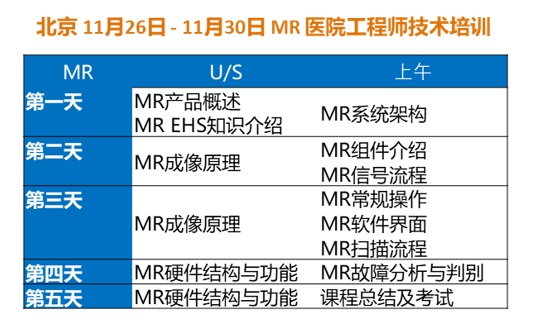 北京 11月26日 - 11月30日 MR 医院工程师技术培训
MR U/S 上午
第一天 MR产品概述 MR系统架构
MR EHS知识介绍
第二天 MR成像原理 MR组件介绍
MR信号流程
第三天 MR成像原理 MR常规操作
MR软件界面
MR扫描流程
第四天 MR硬件结构与功能 MR故障分析与判别
第五天 MR硬件结构与功能 课程总结及考试